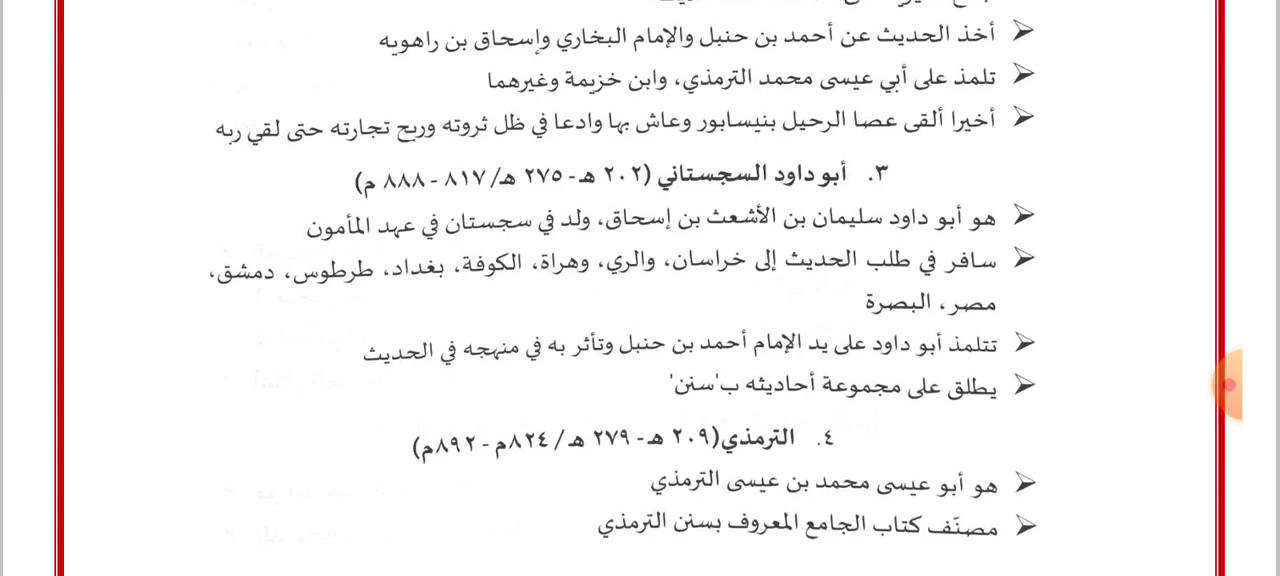 أخذ الحديث عن أحمد بن حنبل والإمام البخاري وإسحاق بن راهويه
تلمذ على أبي عيسى محمد الترمذي، وابن خزيمة وغيرهما
أخيرا ألقى عصا الرحيل بنيسابور وعاش بها وادعا في ظل ثروته وربح تجارته حتى لقي ربه
٣. أبو داود السجستاني (٢٠٢ هـ - ٢٧٥ هـ/ ٨١٧ - ٨٨٨ م)
هو أبو داود سليمان بن الأشعث بن إسحاق، ولد في سجستان في عهد المأمون
سافر في طلب الحديث إلى خراسان، والري، وهراة، الكوفة، بغداد، طرطوس، دمشق،
مصر، البصرة
تتلمذ أبو داود على يد الإمام أحمد بن حنبل وتأثر به في منهجه في الحديث
يطلق على مجموعة أحاديثه ب'سنن'
٤. الترمذي(٢٠٩ هـ - ٢٧٩ هـ/ ٨٢٤م - ٨٩٢م)
هو أبو عيسى محمد بن عيسى الترمذي
مصنّف كتاب الجامع المعروف بسنن الترمذي